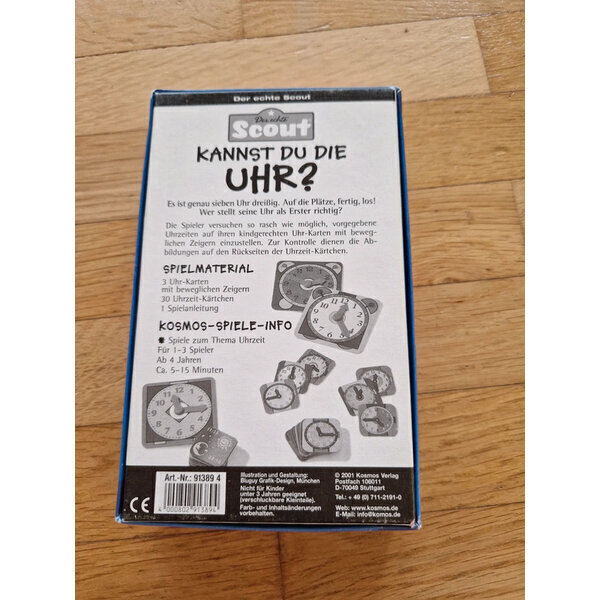 Der echte Scout
Der echte
Scout
KANNST DU DIE
UHR?
Es ist genau sieben Uhr dreißig. Auf die Plätze, fertig, los!
Wer stellt seine Uhr als Erster richtig?
Die Spieler versuchen so rasch wie möglich, vorgegebene
Uhrzeiten auf ihren kindgerechten Uhr-Karten mit beweg-
lichen Zeigern einzustellen. Zur Kontrolle dienen die Ab-
bildungen auf den Rückseiten der Uhrzeit-Kärtchen.
SPIELMATERIAL
3 Uhr-Karten
mit beweglichen Zeigern
30 Uhrzeit-Kärtchen
1 Spielanleitung
KOSMOS-SPIELE-INFO
Spiele zum Thema Uhrzeit
Für 1-3 Spieler
Ab 4 Jahren
Ca. 5-15 Minuten
Art.-Nr.: 91389 4
4 000802 913894
CE
Illustration und Gestaltung:
Bluguy Grafik-Design, München
Nicht für Kinder
unter 3 Jahren geeignet
(verschluckbare Kleinteile).
Farb- und Inhaltsänderungen
vorbehalten.
© 2001 Kosmos Verlag
Postfach 106011
D-70049 Stuttgart
Tel.: + 49 (0) 711-2191-0
Web: www.kosmos.de
E-Mail: info@kosmos.de